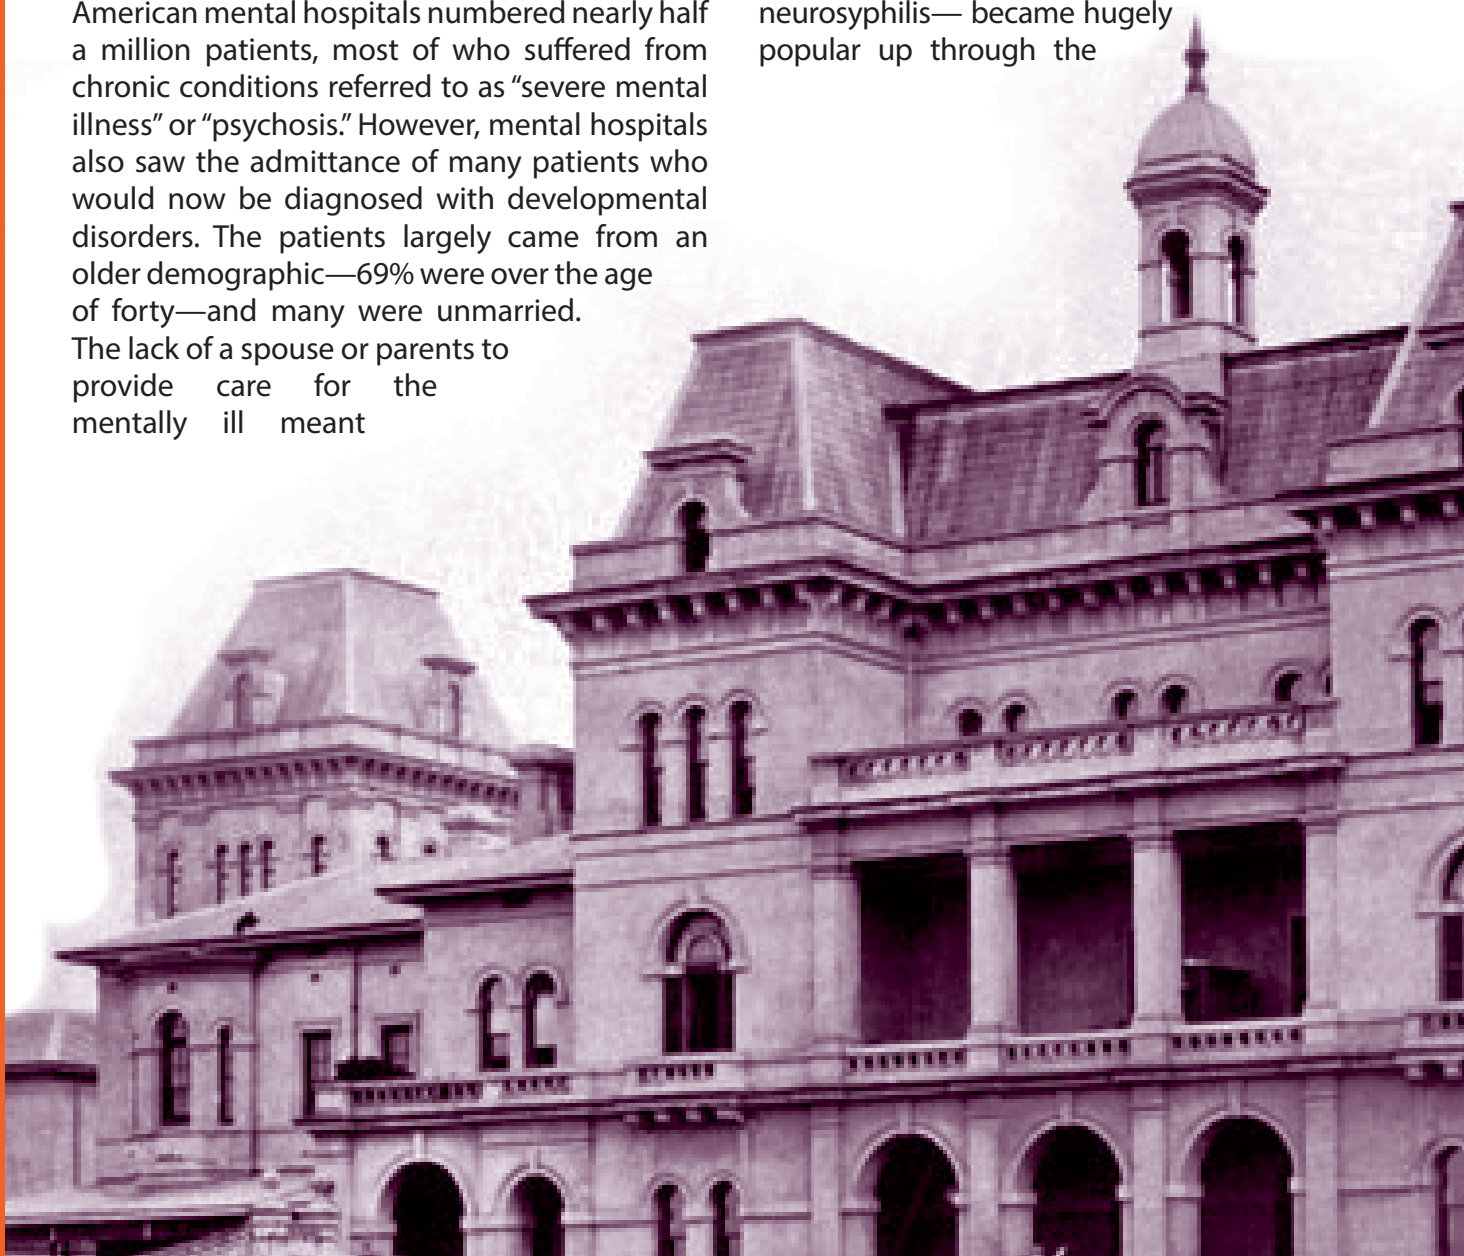 American mental hospitals numbered nearly half
a million patients, most of who suffered from
chronic conditions referred to as “severe mental
illness” or “psychosis.” However, mental hospitals
also saw the admittance of many patients who
would now be diagnosed with developmental
disorders. The patients largely came from an
older demographic—69% were over the age
of forty—and many were unmarried.
The lack of a spouse or parents to
provide care for the
mentally ill meant
neurosyphilis— became hugely
popular up through the